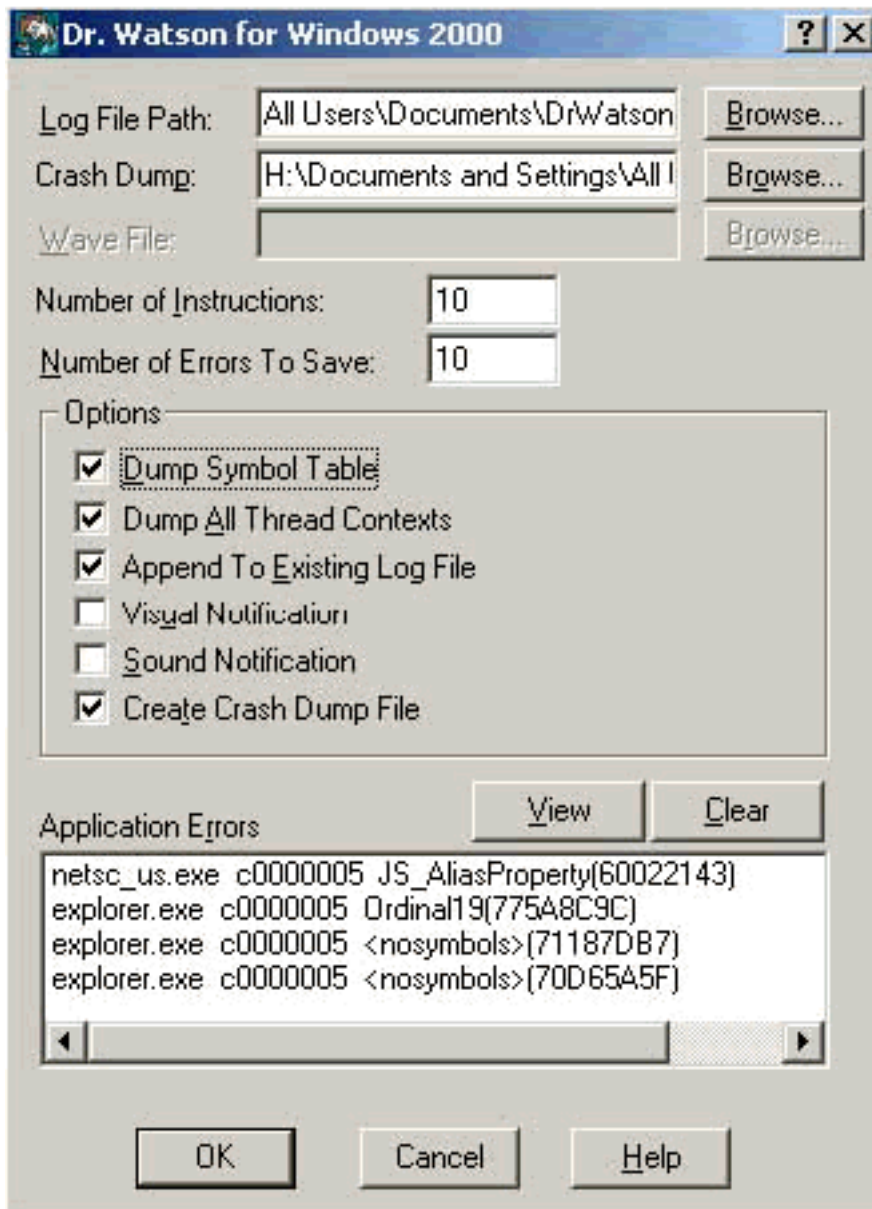 Dr. Watson for Windows 2000
Log File Path: All Users\Documents\DrWatson Browse...
Crash Dump: H:\Documents and Settings\All Browse...
Wave File: Browse...
Number of Instructions: 10
Number of Errors To Save: 10
Options
Dump Symbol Table
Dump All Thread Contexts
Append To Existing Log File
Visual Notification
Sound Notification
Create Crash Dump File
Application Errors View Clear
netsc_us.exe c0000005 JS_AliasProperty(60022143)
explorer.exe c0000005 Ordinal19(775A8C9C)
explorer.exe c0000005 <nosymbols>(71187DB7)
explorer.exe c0000005 <nosymbols>(70D65A5F)
OK Cancel Help